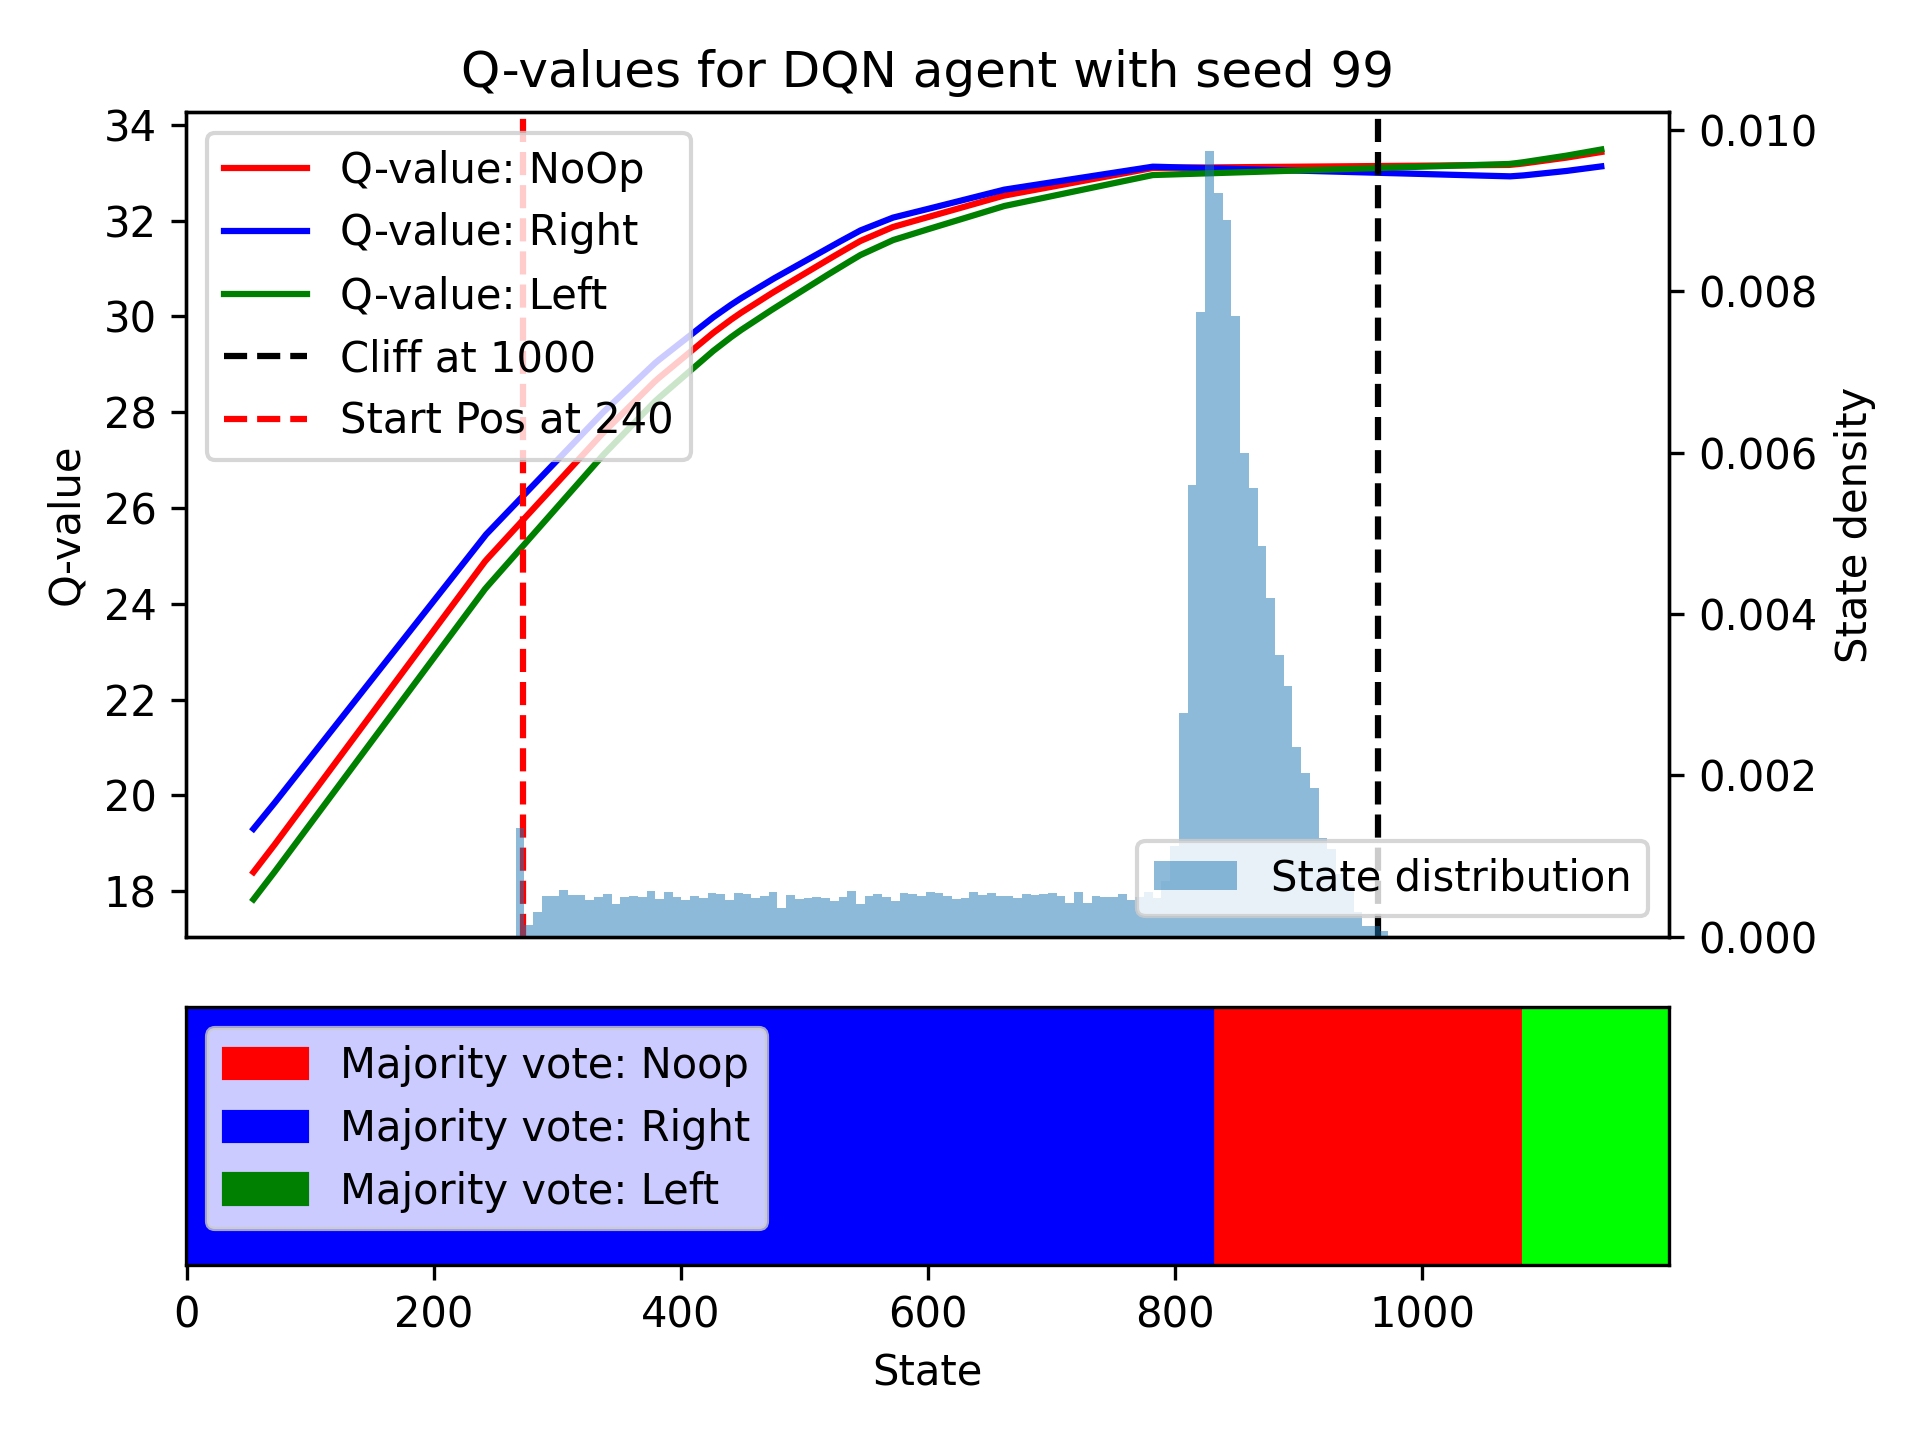 Q-values for DQN agent with seed 99
34
32
30
28
26
24
22
20
18
Q-value
Q-value: NoOp
Q-value: Right
Q-value: Left
Cliff at 1000
Start Pos at 240
0.010
0.008
0.006
0.004
0.002
0.000
State density
State distribution
Majority vote: Noop
Majority vote: Right
Majority vote: Left
0 200 400 600 800 1000
State